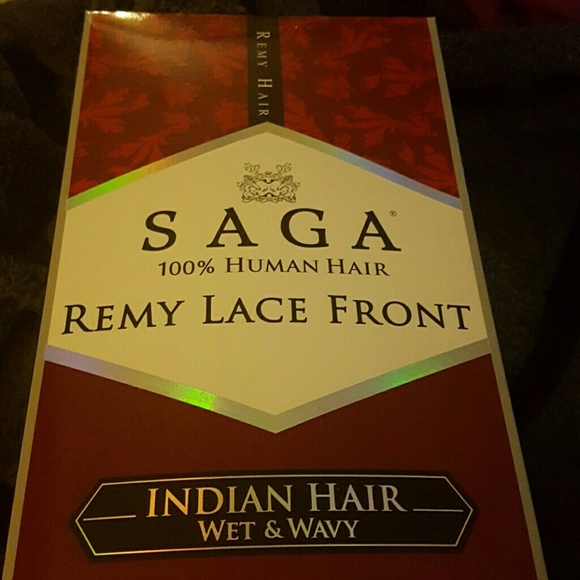 REMY HAIR
SAGA®
100% HUMAN HAIR
REMY LACE FRONT
INDIAN HAIR
WET & WAVY